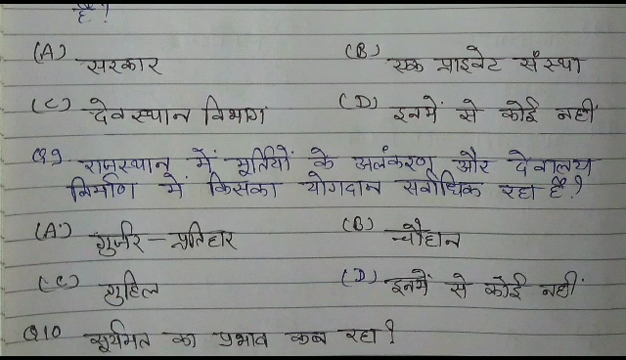 है?
(A) सरकार (B) एक प्राइवेट संस्था
(C) देवस्थान विभाग (D) इनमें से कोई नहीं
Q9 राजस्थान में मूर्तियों के अलंकरण और देवालय
निर्माण में किसका योगदान सर्वाधिक रहा है?
(A) गुर्जर - प्रतिहार (B) चौहान
(C) गुहिल (D) इनमें से कोई नहीं
Q10 सूर्यमत का प्रभाव कब रहा?